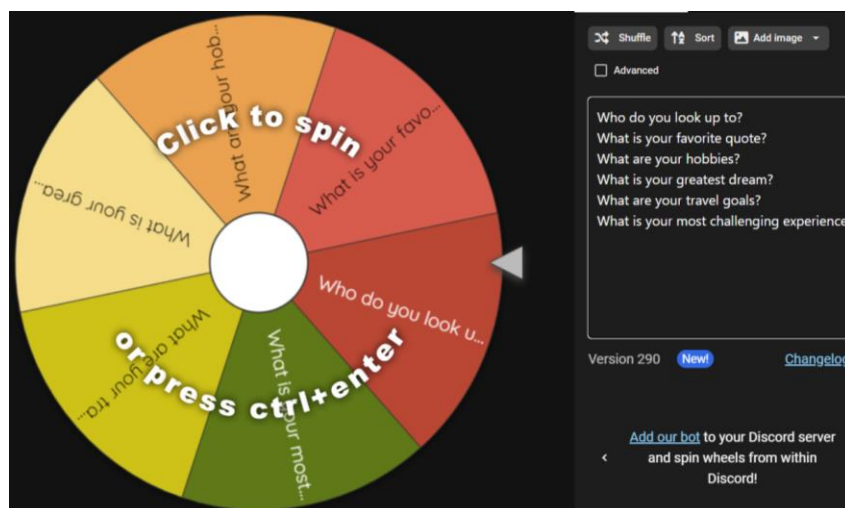 Click to spin
or press ctrl+enter
What are your hob...
What is your favo...
Who do you look u...
What is your most...
What are your tra...
What is your grea...
Shuffle
Sort
Add image
Advanced
Who do you look up to?
What is your favorite quote?
What are your hobbies?
What is your greatest dream?
What are your travel goals?
What is your most challenging experience
Version 290 New! Changelog
Add our bot to your Discord server
and spin wheels from within
Discord!